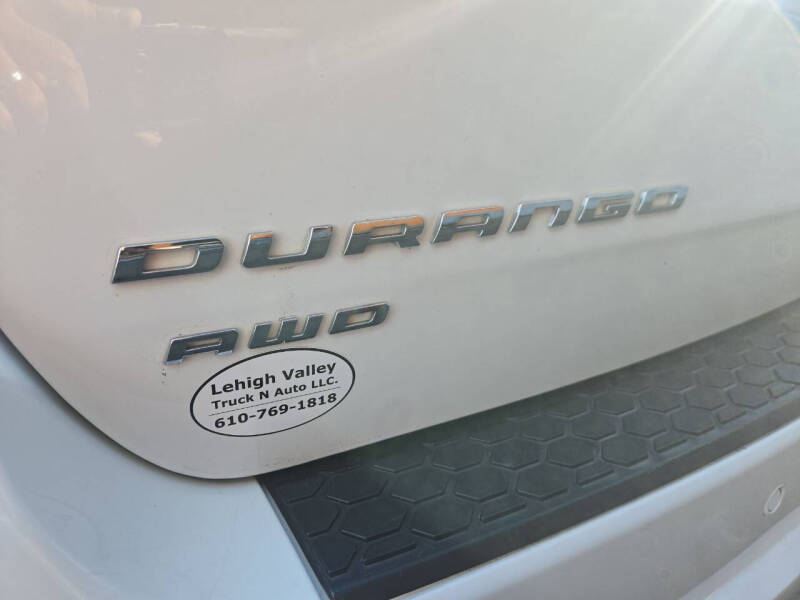 DURANGO
AWD
Lehigh Valley
Truck N Auto LLC.
610-769-1818